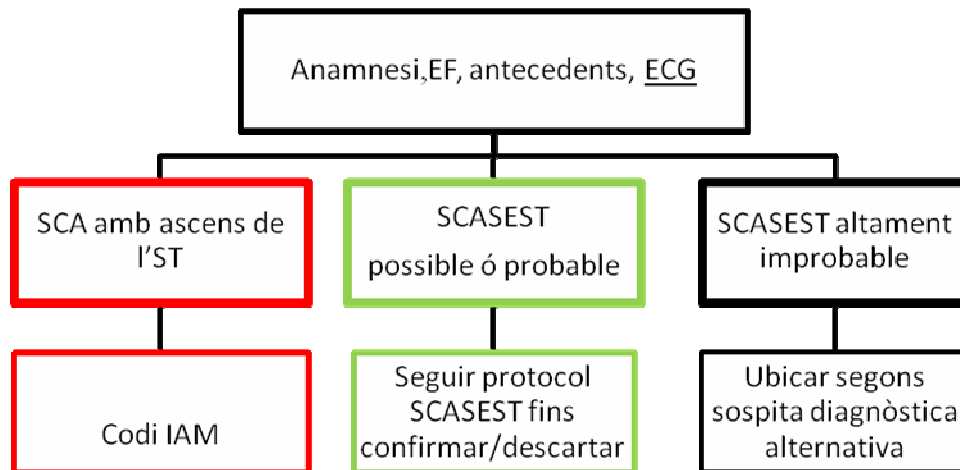 Anamnesi,EF, antecedents, ECG
SCA amb ascens de
l'ST
SCASEST
possible ó probable
SCASEST altament
improbable
Codi IAM
Seguir protocol
SCASEST fins
confirmar/descartar
Ubicar segons
sospita diagnòstica
alternativa